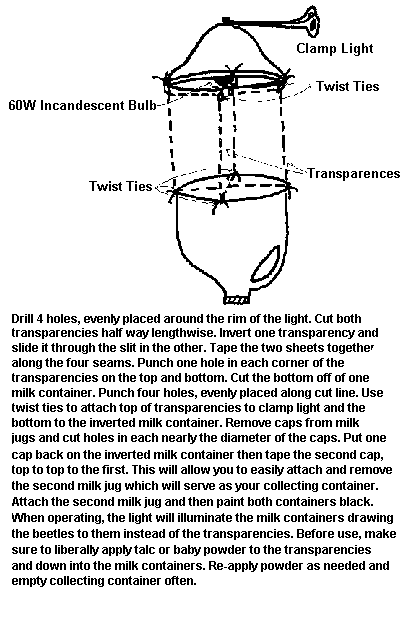 Clamp Light
Twist Ties
60W Incandescent Bulb
Transparences
Twist Ties
Drill 4 holes, evenly placed around the rim of the light. Cut both
transparencies half way lengthwise. Invert one transparency and
slide it through the slit in the other. Tape the two sheets together
along the four seams. Punch one hole in each corner of the
transparencies on the top and bottom. Cut the bottom off of one
milk container. Punch four holes, evenly placed along cut line. Use
twist ties to attach top of transparencies to clamp light and the
bottom to the inverted milk container. Remove caps from milk
jugs and cut holes in each nearly the diameter of the caps. Put one
cap back on the inverted milk container then tape the second cap,
top to top to the first. This will allow you to easily attach and remove
the second milk jug which will serve as your collecting container.
Attach the second milk jug and then paint both containers black.
When operating, the light will illuminate the milk containers drawing
the beetles to them instead of the transparencies. Before use, make
sure to liberally apply talc or baby powder to the transparencies
and down into the milk containers. Re-apply powder as needed and
empty collecting container often.